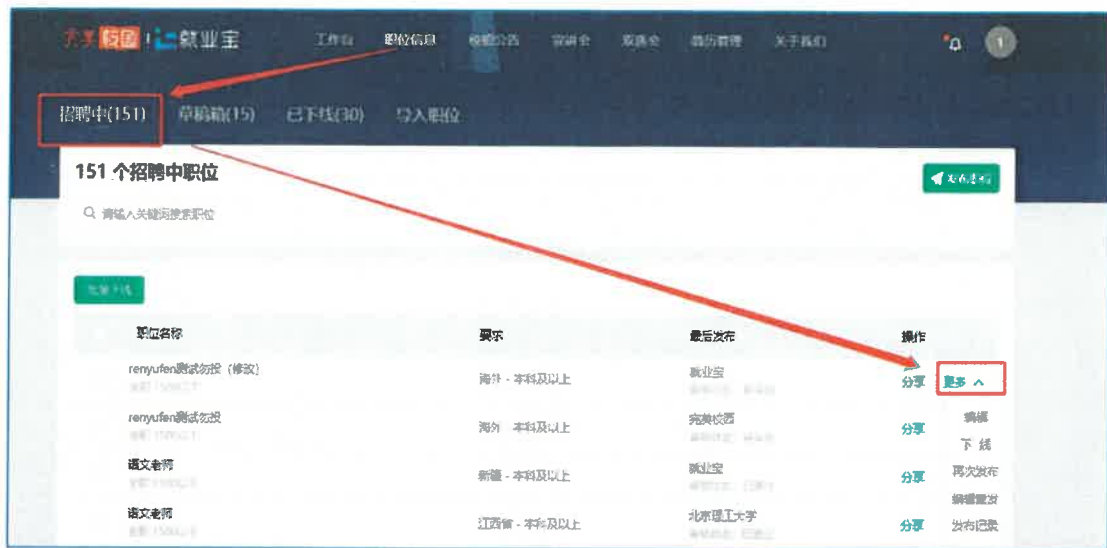 完美校园 就业宝 工作台 职位信息 校招公告 宣讲会 双选会 简历管理 关于我们 1
招聘中(151) 草稿箱(15) 已下线(30) 导入职位
151 个招聘中职位
请输入关键词搜索职位
批量下线
职位名称 要求 最后发布 操作
renyufen测试勿投（修改） 海外 - 本科及以上 就业宝 分享 更多
编辑
renyufen测试勿投 海外 - 本科及以上 完美校园 分享
下 线
语文老师 新疆 - 本科及以上 就业宝 分享 再次发布
编辑重发
语文老师 江西省 - 本科及以上 北京理工大学 分享 发布记录